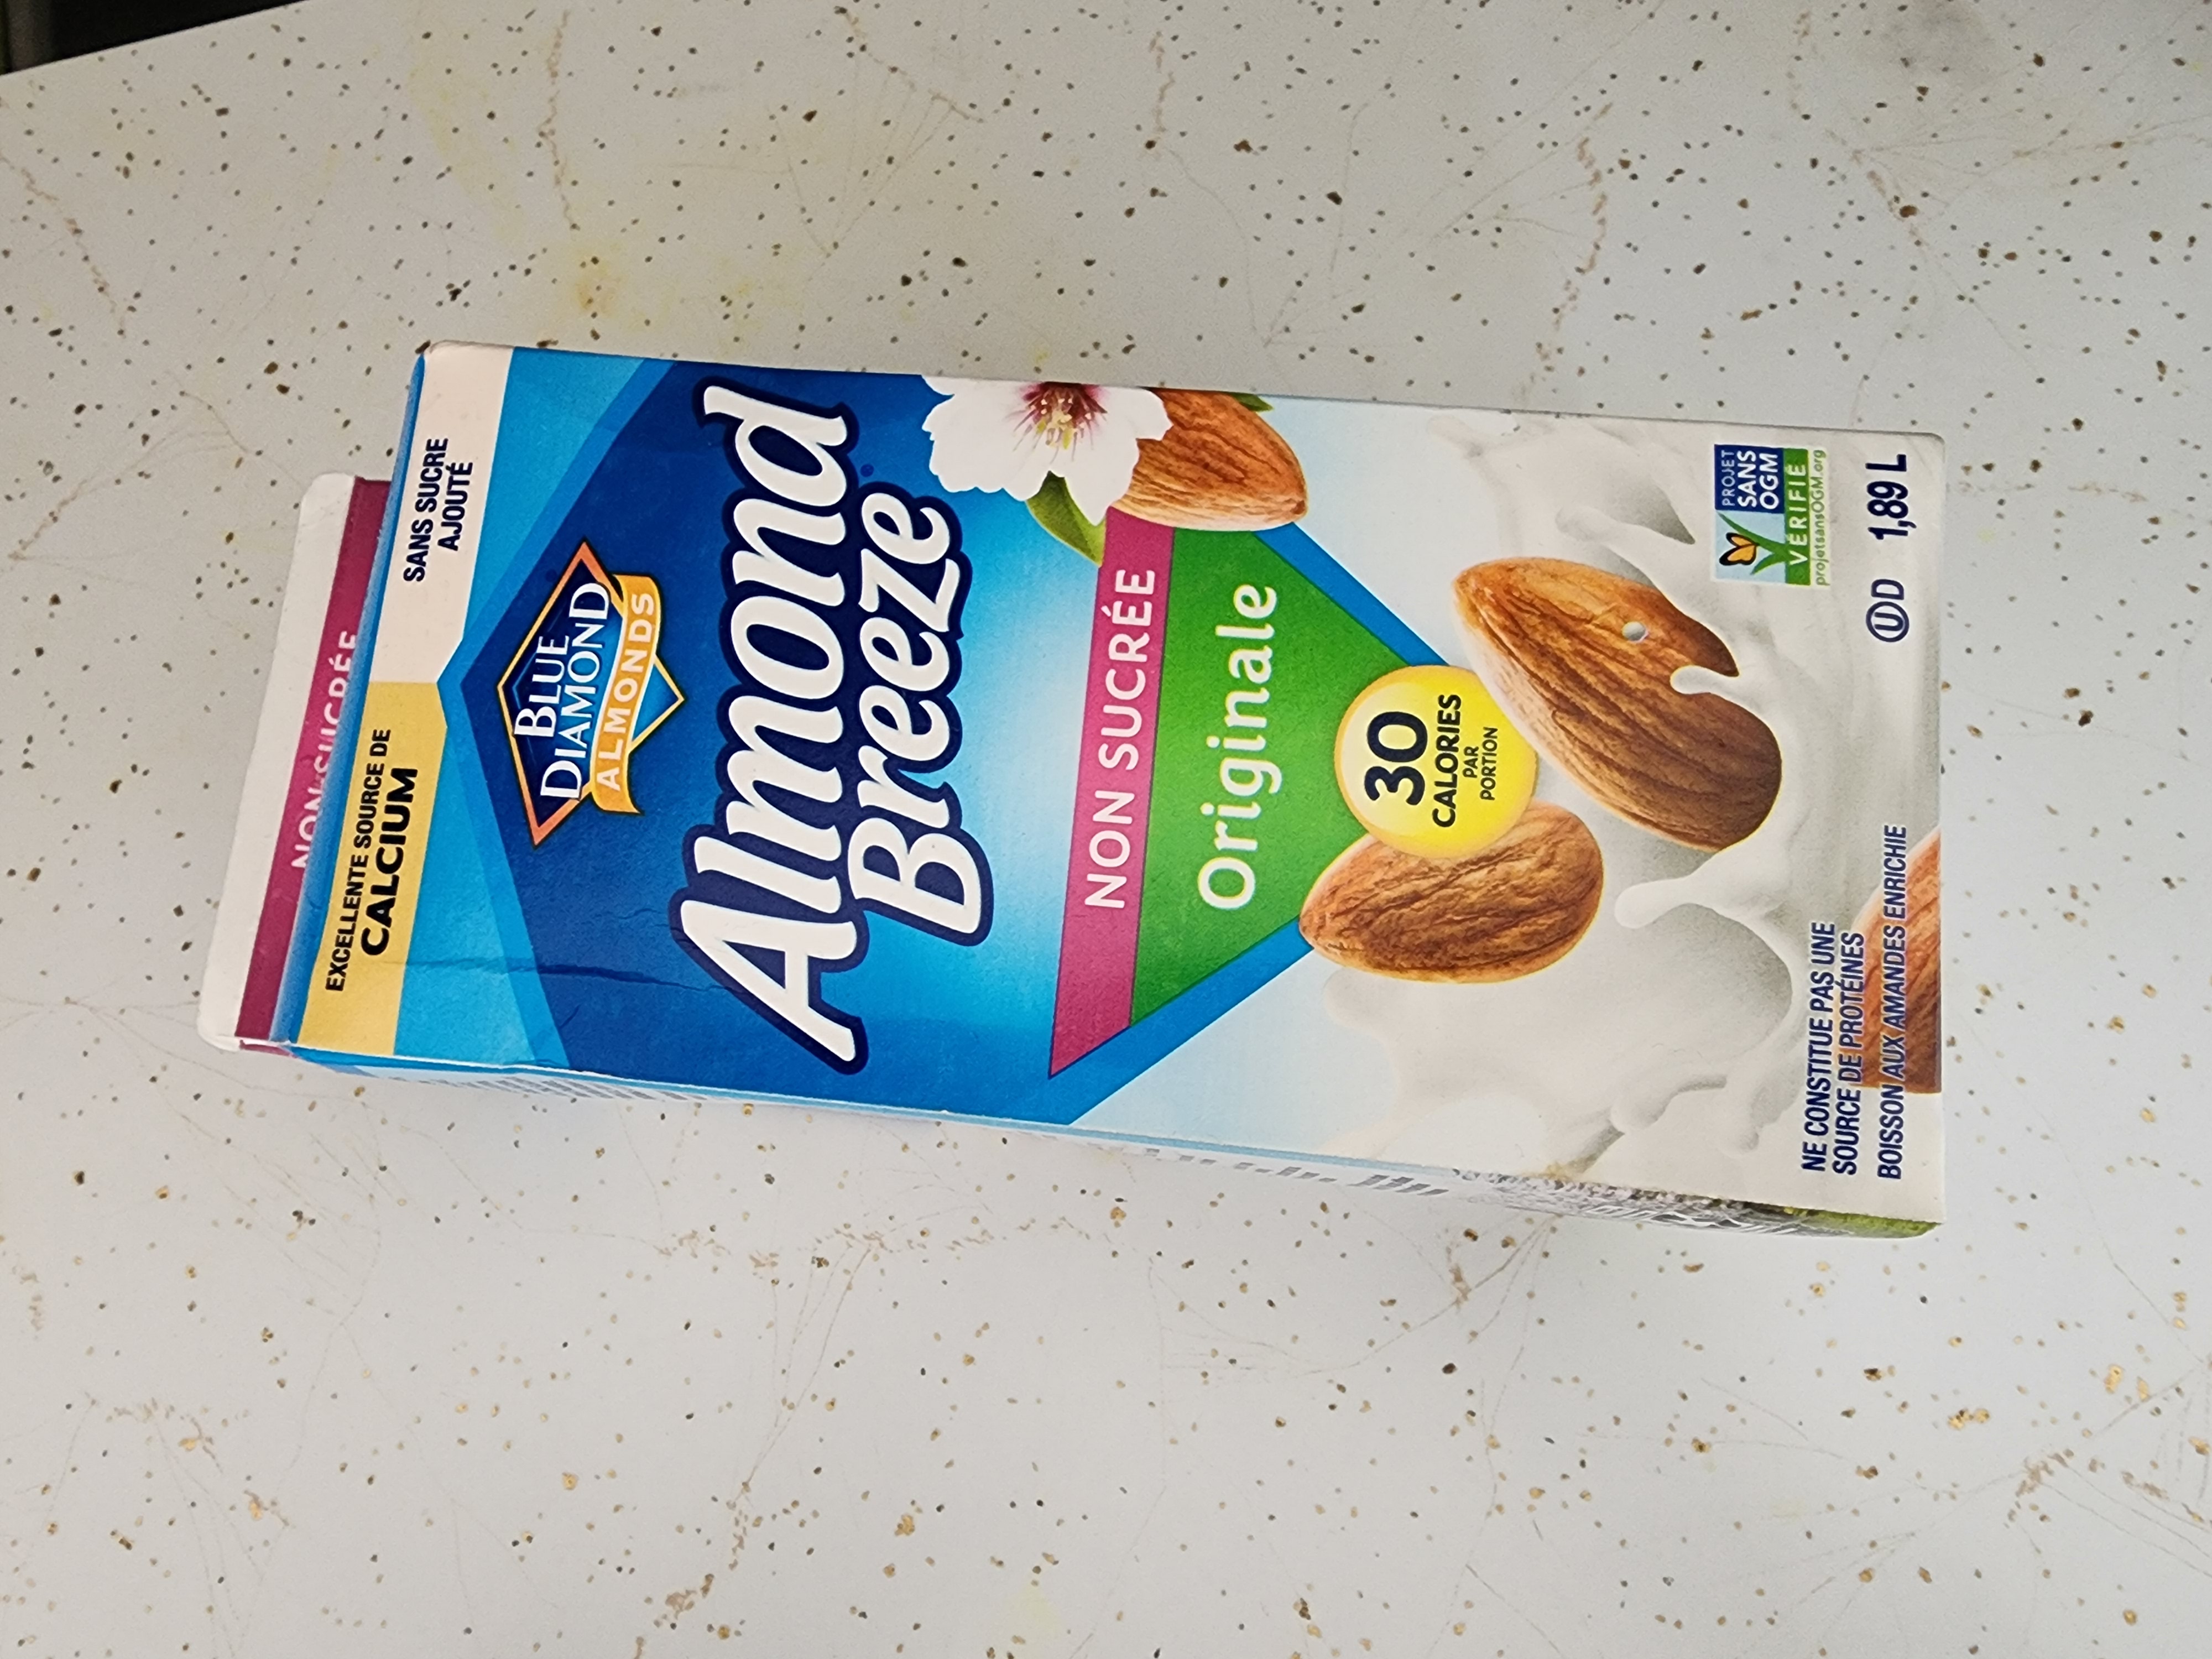 NON SUCRÉE
EXCELLENTE SOURCE DE
CALCIUM
SANS SUCRE
AJOUTÉ
BLUE
DIAMOND
ALMONDS
Almond
Breeze
NON SUCRÉE
Originale
30
CALORIES
PAR
PORTION
PROJET
SANS
OGM
VÉRIFIÉ
projetsansOGM.org
NE CONSTITUE PAS UNE
SOURCE DE PROTÉINES
BOISSON AUX AMANDES ENRICHIE
UD 1,89 L